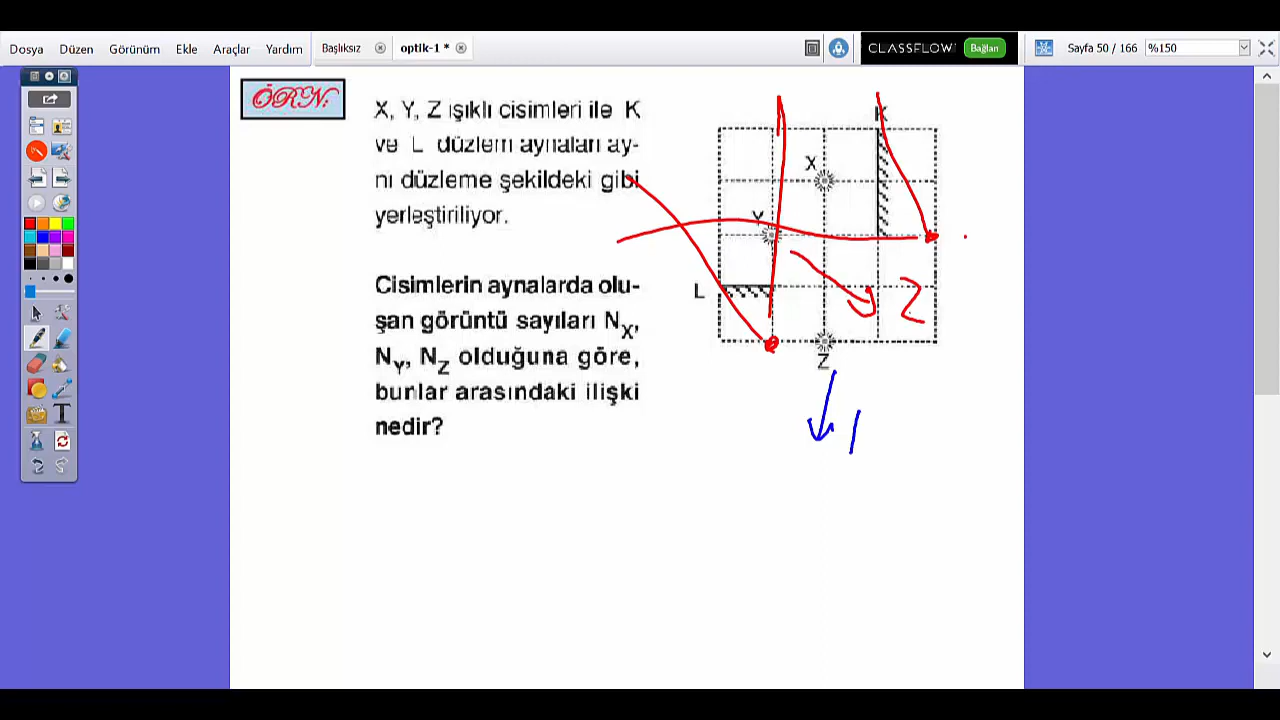 Dosya Düzen Görünüm Ekle Araçlar Yardım Başlıksız optik-1 * CLASSFLOW Bağlan Sayfa 50 / 166 %150
ÖRN:
X, Y, Z ışıklı cisimleri ile K
ve L düzlem aynaları ay-
nı düzleme şekildeki gibi
yerleştiriliyor.
Cisimlerin aynalarda olu-
şan görüntü sayıları NX,
NY, NZ olduğuna göre,
bunlar arasındaki ilişki
nedir?
K
X
Y
L
2
Z
1
T